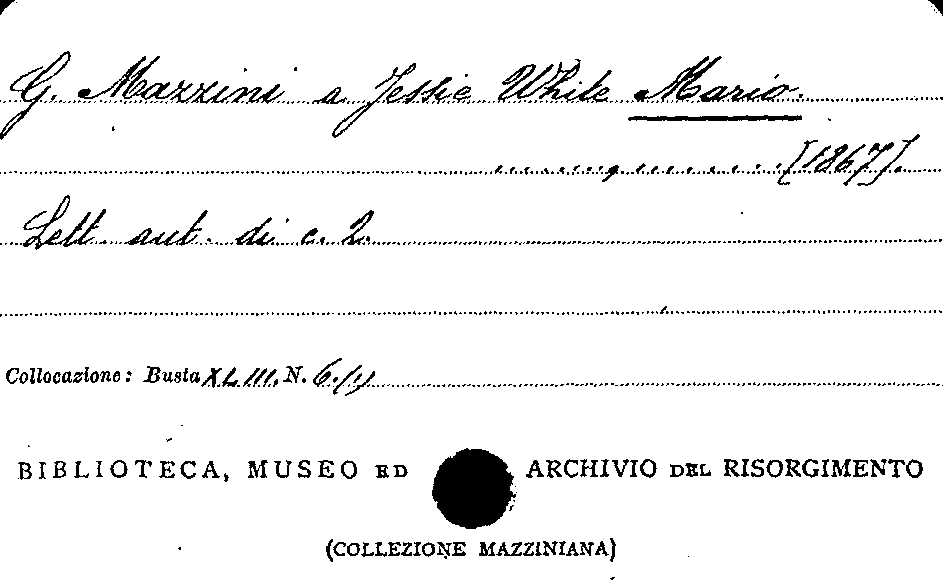 G. Mazzini a Jessie White Mario.
..., ... [1867].
Lett. aut. di c. 2.
Collocazione: Busta XLIII. N. 6.(1)
BIBLIOTECA, MUSEO ED ARCHIVIO DEL RISORGIMENTO
(COLLEZIONE MAZZINIANA)